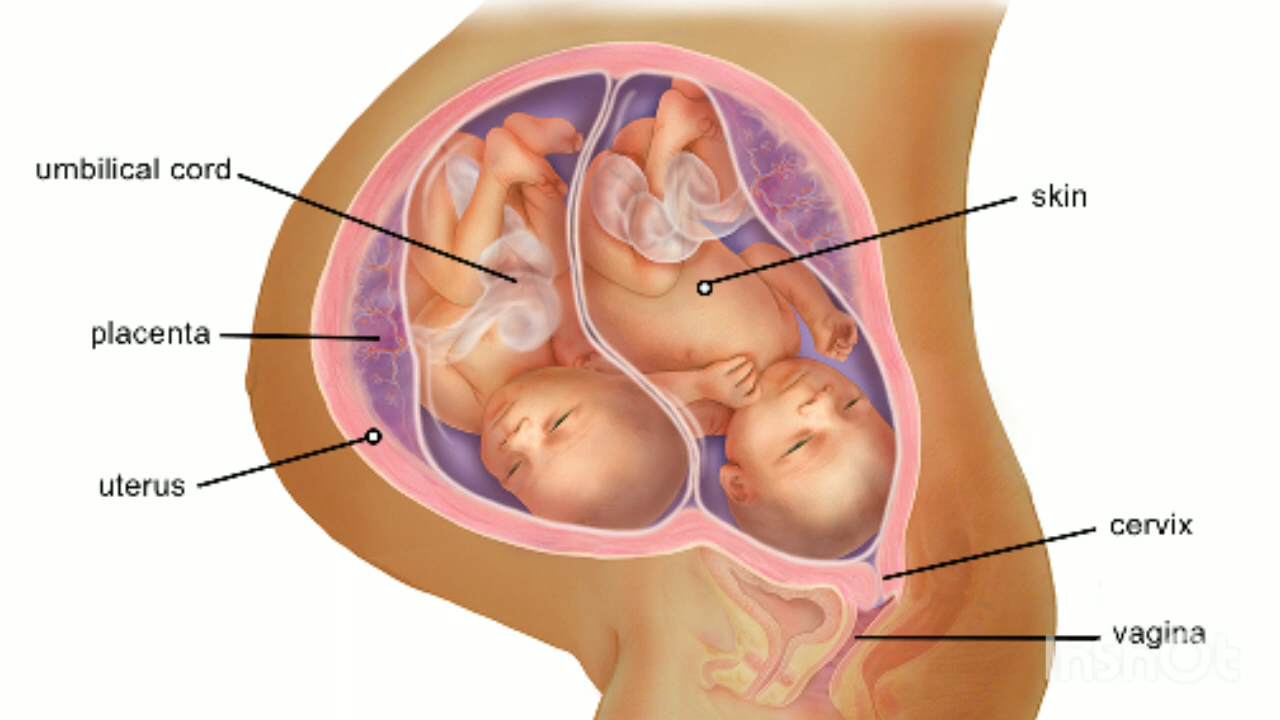 umbilical cord
skin
placenta
uterus
cervix
vagina
InShOt